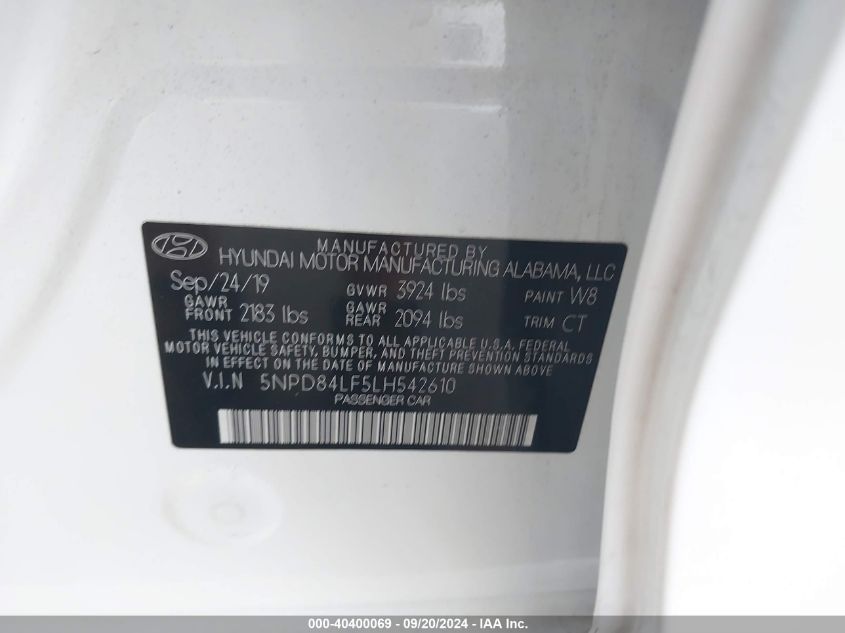 MANUFACTURED BY
HYUNDAI MOTOR MANUFACTURING ALABAMA, LLC
Sep/24/19 GVWR 3924 lbs PAINT W8
GAWR FRONT 2183 lbs GAWR REAR 2094 lbs TRIM CT
THIS VEHICLE CONFORMS TO ALL APPLICABLE U.S.A. FEDERAL
MOTOR VEHICLE SAFETY, BUMPER, AND THEFT PREVENTION STANDARDS
IN EFFECT ON THE DATE OF MANUFACTURE SHOWN ABOVE.
V.I.N 5NPD84LF5LH542610
PASSENGER CAR
000-40400069 - 09/20/2024 - IAA Inc.